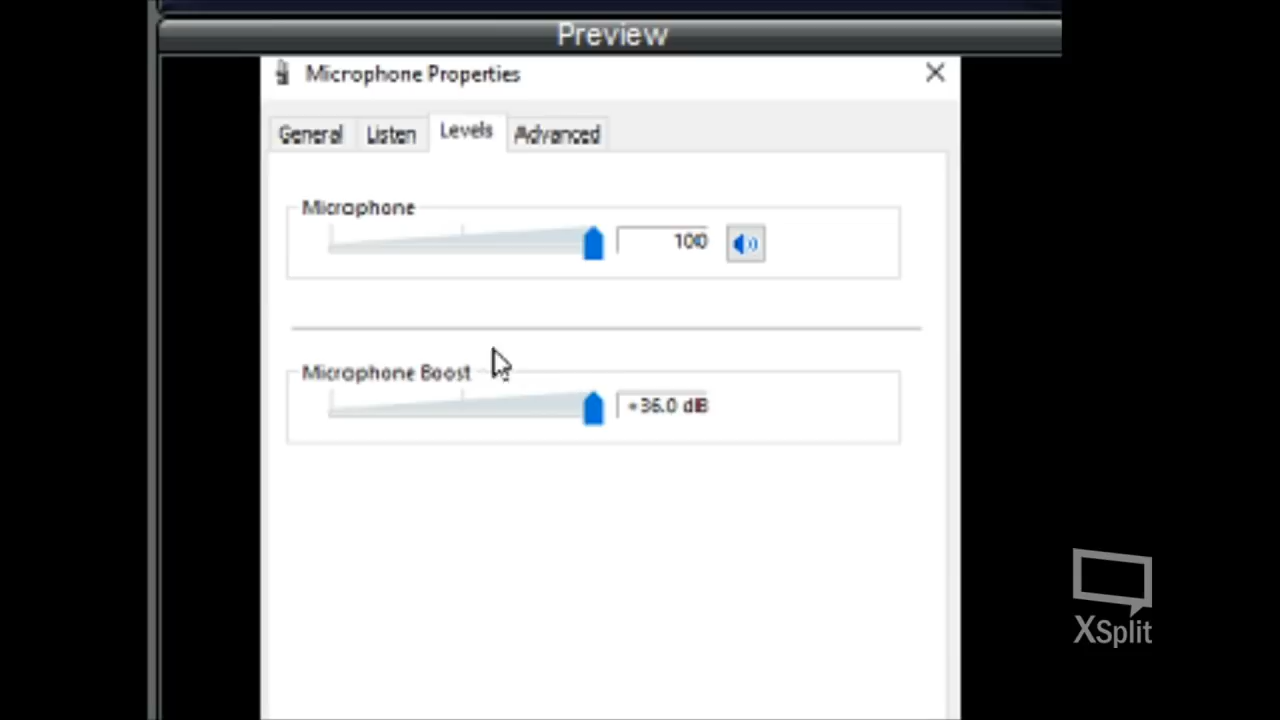 Preview
Microphone Properties
General Listen Levels Advanced
Microphone
100
Microphone Boost
+36.0 dB
XSplit